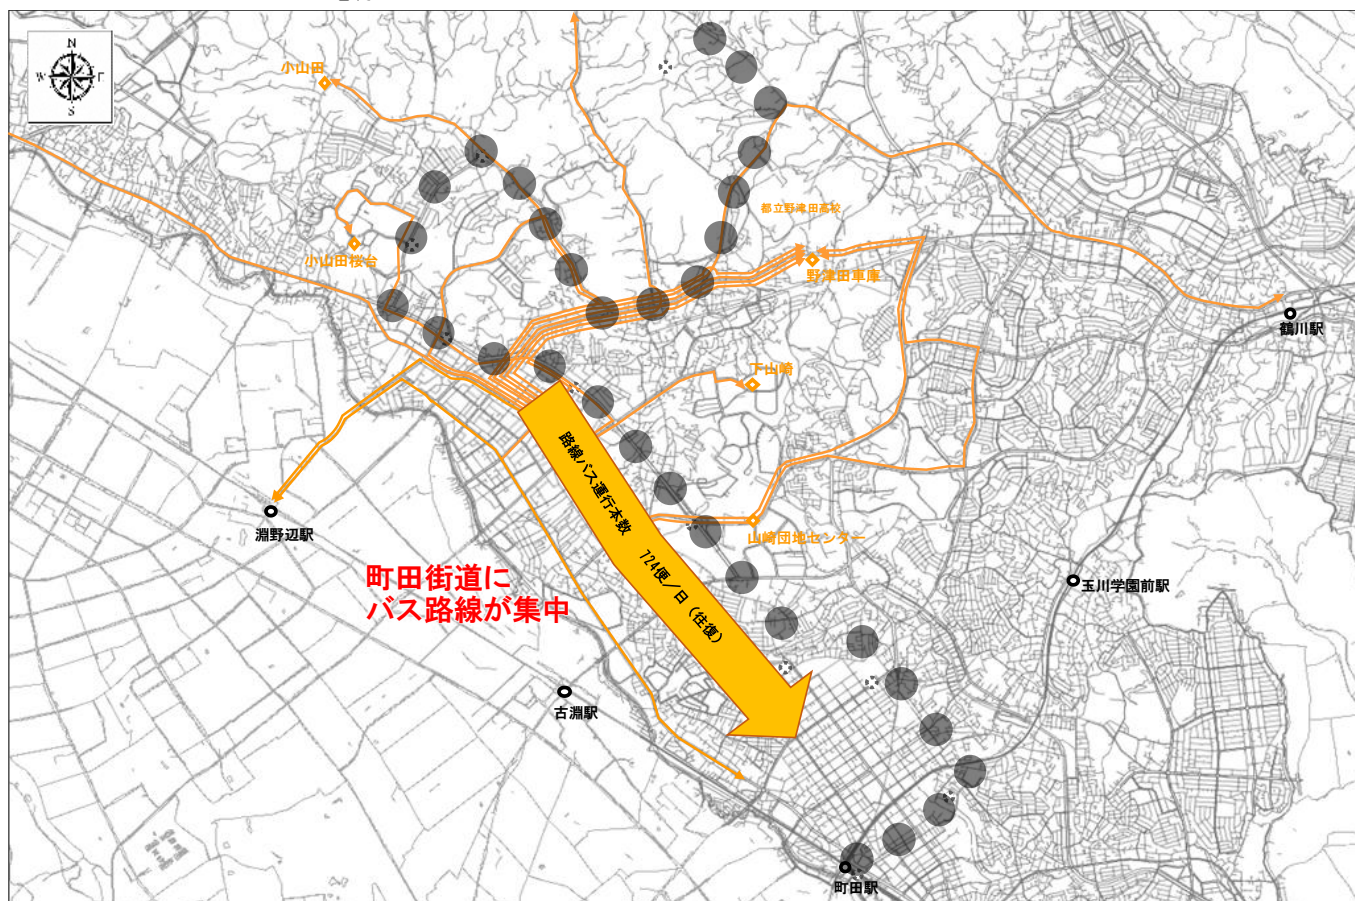 N
W
S
小山田
都立野津田高校
小山田桜台
野津田車庫
鶴川駅
下山崎
路線バス運行本数 724便／日（往復）
淵野辺駅
山崎団地センター
町田街道に
バス路線が集中
玉川学園前駅
古淵駅
町田駅